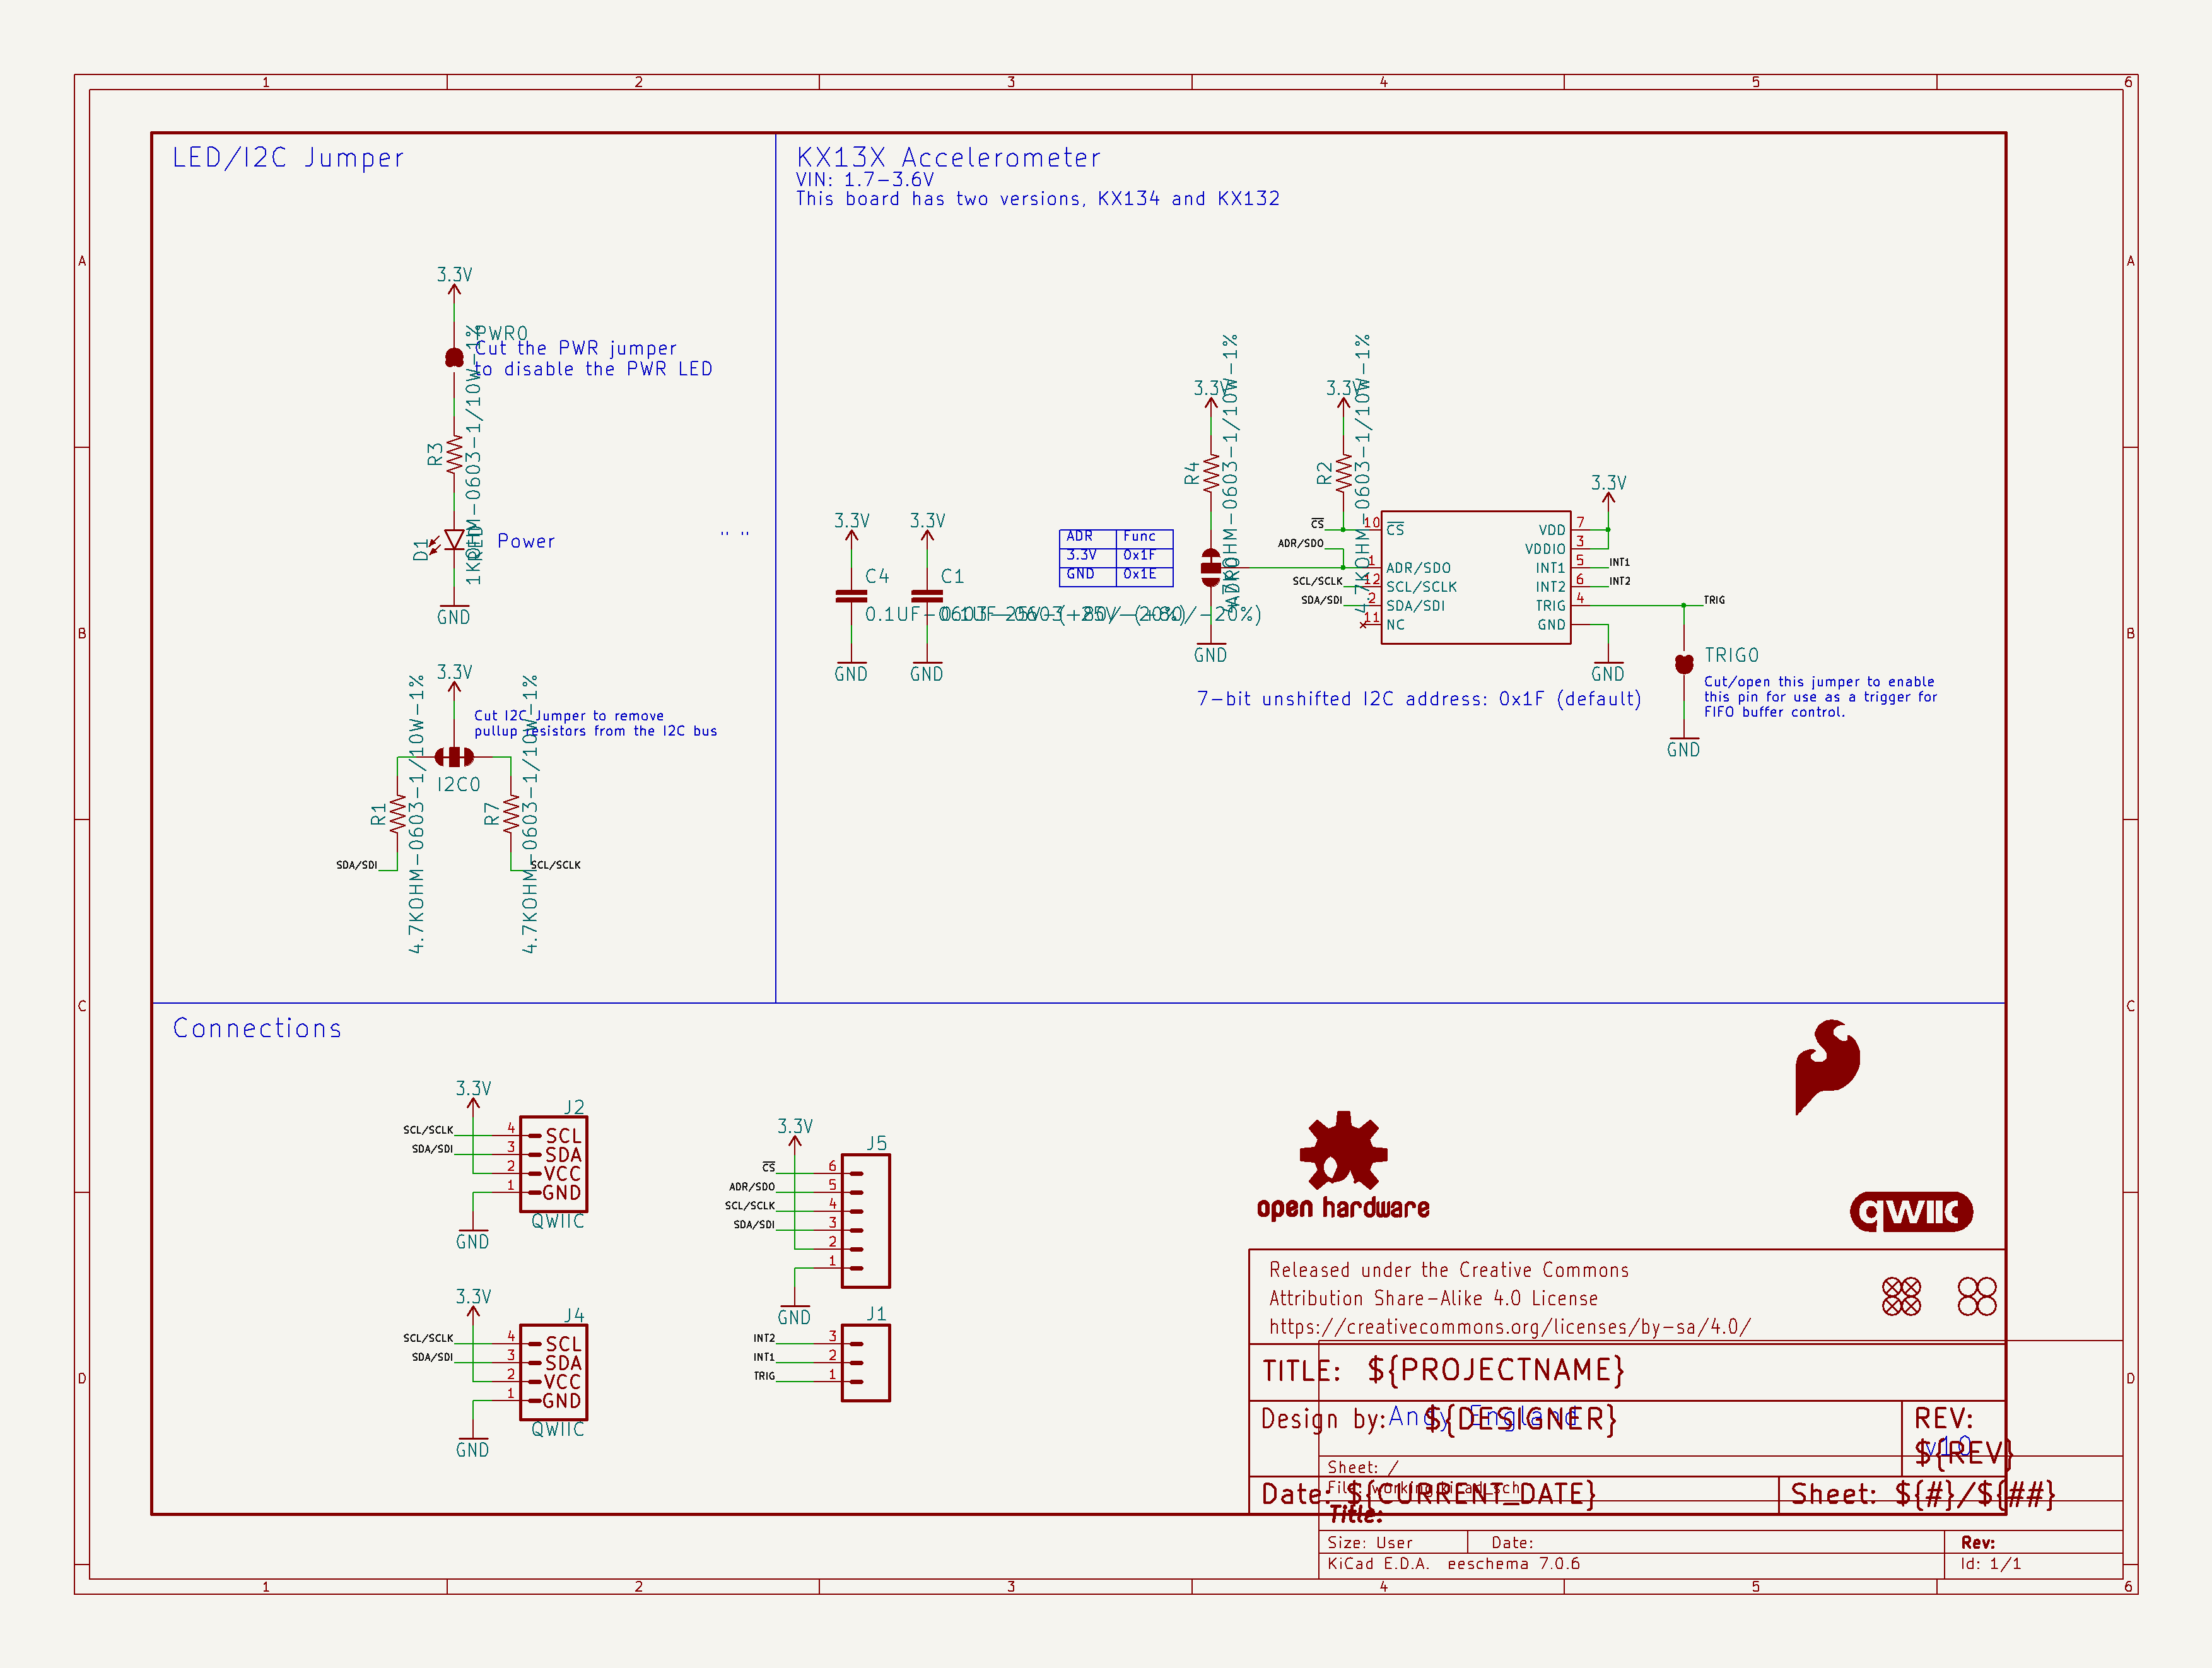 1 2 3 4 5 6
LED/I2C Jumper
3.3V
PWR0
Cut the PWR jumper
to disable the PWR LED
R3
1KOHM-0603-1/10W-1%
D1
RED
Power
" "
GND
3.3V
Cut I2C Jumper to remove
pullup resistors from the I2C bus
I2C0
R1
4.7KOHM-0603-1/10W-1%
R7
4.7KOHM-0603-1/10W-1%
SDA/SDI
SCL/SCLK
KX13X Accelerometer
VIN: 1.7-3.6V
This board has two versions, KX134 and KX132
3.3V
C4
0.1UF-0603-25V-(+80/-20%)
GND
3.3V
C1
0.1UF-0603-25V-(+80/-20%)
GND
ADR Func
3.3V 0x1F
GND 0x1E
3.3V
R4
4.7KOHM-0603-1/10W-1%
ADR0
GND
3.3V
R2
4.7KOHM-0603-1/10W-1%
CS
ADR/SDO
SCL/SCLK
SDA/SDI
10 CS
1 ADR/SDO
12 SCL/SCLK
2 SDA/SDI
11 NC
VDD 7
VDDIO 3
INT1 5
INT2 6
TRIG 4
GND
3.3V
INT1
INT2
TRIG
GND
TRIG0
Cut/open this jumper to enable
this pin for use as a trigger for
FIFO buffer control.
GND
7-bit unshifted I2C address: 0x1F (default)
Connections
3.3V
J2
SCL/SCLK 4 SCL
SDA/SDI 3 SDA
2 VCC
1 GND
QWIIC
GND
3.3V
J4
SCL/SCLK 4 SCL
SDA/SDI 3 SDA
2 VCC
1 GND
QWIIC
GND
3.3V
J5
CS 6
ADR/SDO 5
SCL/SCLK 4
SDA/SDI 3
2
1
GND
J1
INT2 3
INT1 2
TRIG 1
open hardware
qwiic
Released under the Creative Commons
Attribution Share-Alike 4.0 License
https://creativecommons.org/licenses/by-sa/4.0/
TITLE: ${PROJECTNAME}
Design by: Andy England
${DESIGNER}
REV:
v10
${REV}
Sheet: /
File: working.kicad_sch
Date: ${CURRENT_DATE}
Sheet: ${#}/${##}
Title:
Size: User Date: Rev:
KiCad E.D.A. eeschema 7.0.6 Id: 1/1
1 2 3 4 5 6
A
B
C
D
A
B
C
D